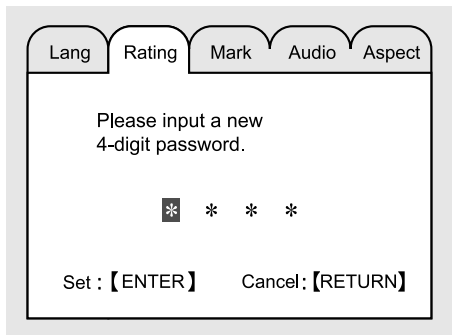 Lang Rating Mark Audio Aspect
Please input a new
4-digit password.
* * * *
Set :【ENTER】 Cancel:【RETURN】